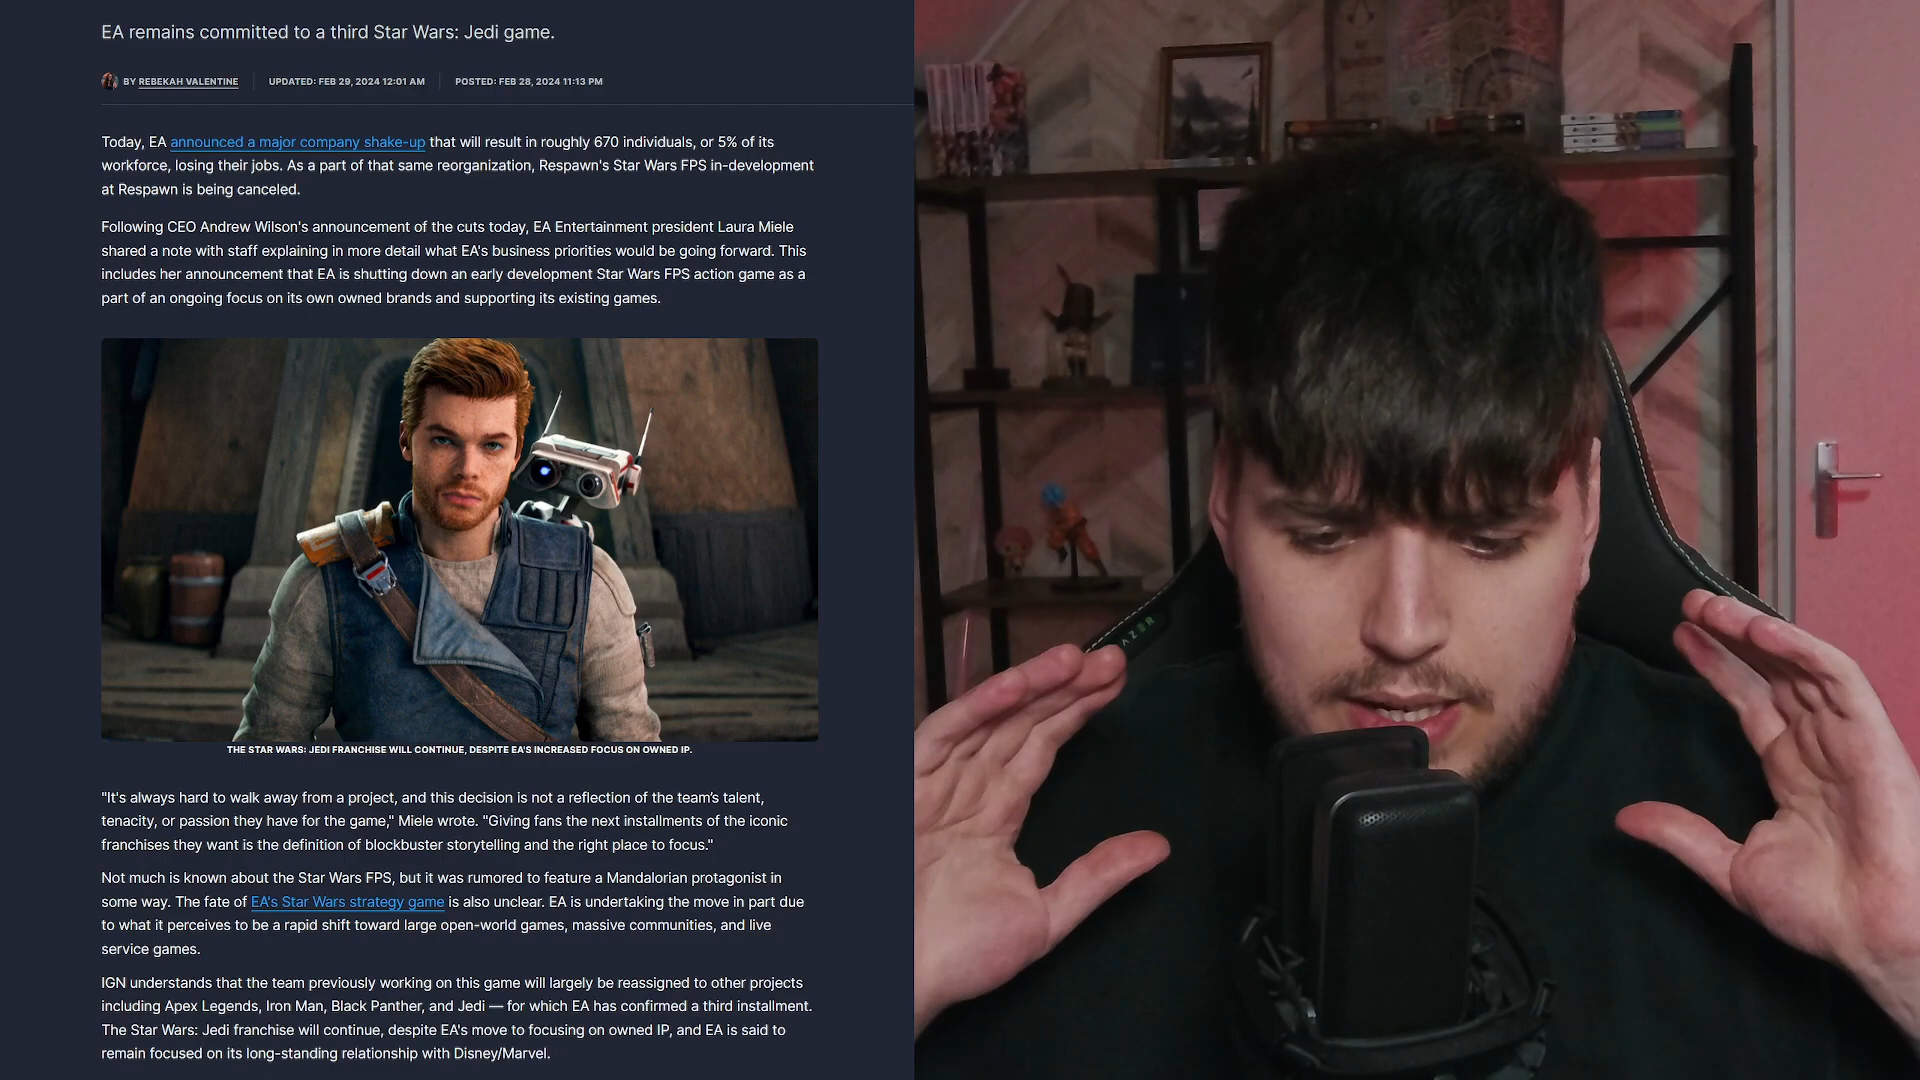 EA remains committed to a third Star Wars: Jedi game.
BY REBEKAH VALENTINE UPDATED: FEB 29, 2024 12:01 AM POSTED: FEB 28, 2024 11:13 PM
Today, EA announced a major company shake-up that will result in roughly 670 individuals, or 5% of its
workforce, losing their jobs. As a part of that same reorganization, Respawn's Star Wars FPS in-development
at Respawn is being canceled.
Following CEO Andrew Wilson's announcement of the cuts today, EA Entertainment president Laura Miele
shared a note with staff explaining in more detail what EA's business priorities would be going forward. This
includes her announcement that EA is shutting down an early development Star Wars FPS action game as a
part of an ongoing focus on its own owned brands and supporting its existing games.
THE STAR WARS: JEDI FRANCHISE WILL CONTINUE, DESPITE EA'S INCREASED FOCUS ON OWNED IP.
"It's always hard to walk away from a project, and this decision is not a reflection of the team's talent,
tenacity, or passion they have for the game," Miele wrote. "Giving fans the next installments of the iconic
franchises they want is the definition of blockbuster storytelling and the right place to focus."
Not much is known about the Star Wars FPS, but it was rumored to feature a Mandalorian protagonist in
some way. The fate of EA's Star Wars strategy game is also unclear. EA is undertaking the move in part due
to what it perceives to be a rapid shift toward large open-world games, massive communities, and live
service games.
IGN understands that the team previously working on this game will largely be reassigned to other projects
including Apex Legends, Iron Man, Black Panther, and Jedi — for which EA has confirmed a third installment.
The Star Wars: Jedi franchise will continue, despite EA's move to focusing on owned IP, and EA is said to
remain focused on its long-standing relationship with Disney/Marvel.
RAZER